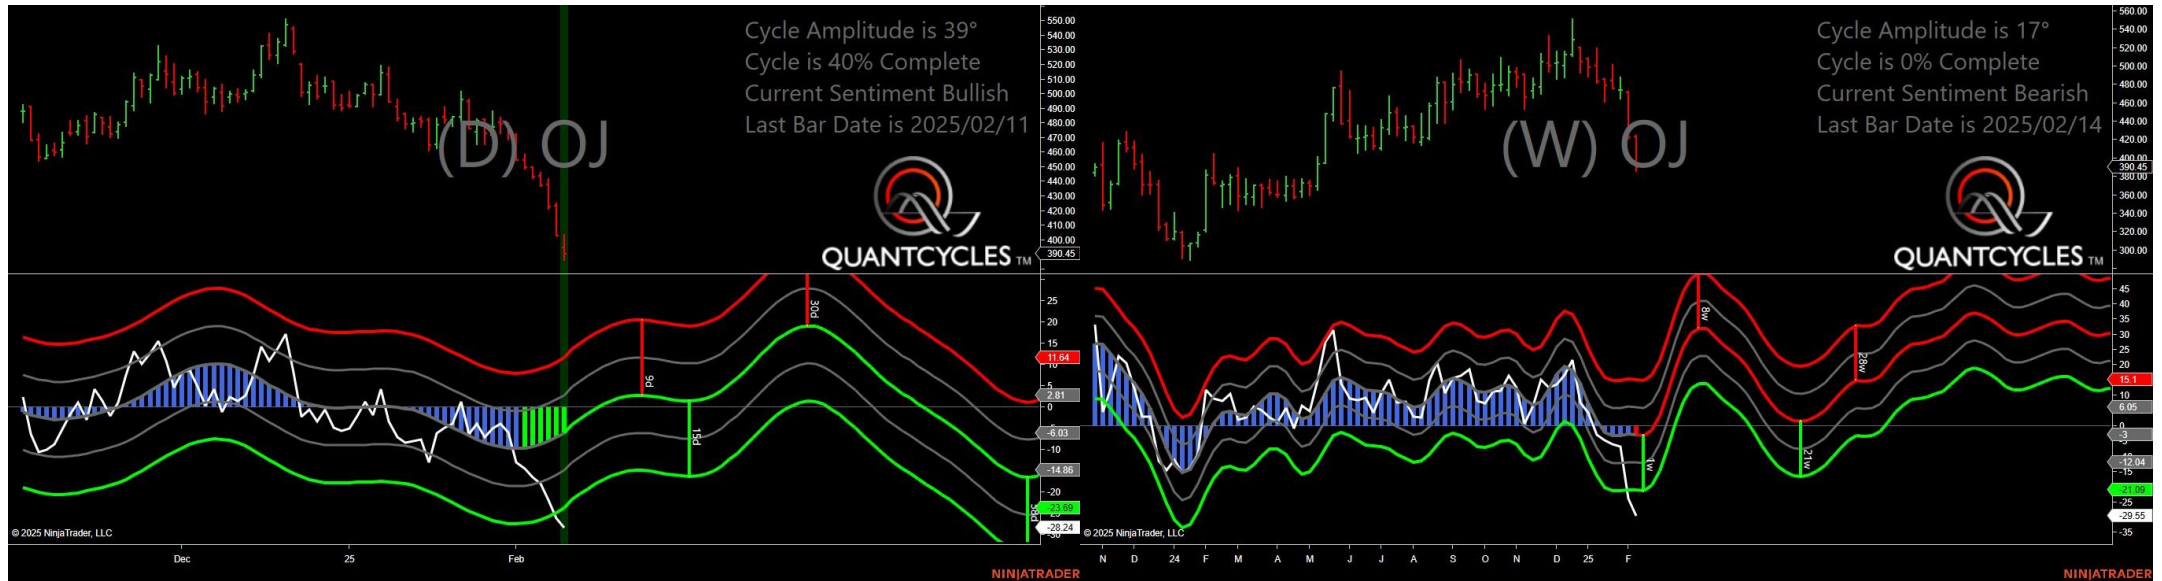 Cycle Amplitude is 39°
Cycle is 40% Complete
Current Sentiment Bullish
Last Bar Date is 2025/02/11
(D) OJ
QUANTCYCLES TM
550.00
540.00
530.00
520.00
510.00
500.00
490.00
480.00
470.00
460.00
450.00
440.00
430.00
420.00
410.00
400.00
390.45
9d
15d
30d
25
20
15
11.64
10
5
2.81
0
-6.03
-10
-14.86
-20
-23.69
-28.24
-30
© 2025 NinjaTrader, LLC
Dec
25
Feb
NINJATRADER
Cycle Amplitude is 17°
Cycle is 0% Complete
Current Sentiment Bearish
Last Bar Date is 2025/02/14
(W) OJ
QUANTCYCLES TM
560.00
540.00
520.00
500.00
480.00
460.00
440.00
420.00
400.00
390.45
380.00
360.00
340.00
320.00
300.00
1w
8w
21w
28w
45
40
35
30
25
20
15.1
10
6.05
0
-3
-12.04
-15
-21.09
-29.55
-35
© 2025 NinjaTrader, LLC
N D 24 F M A M J J A S O N D 25 F
NINJATRADER